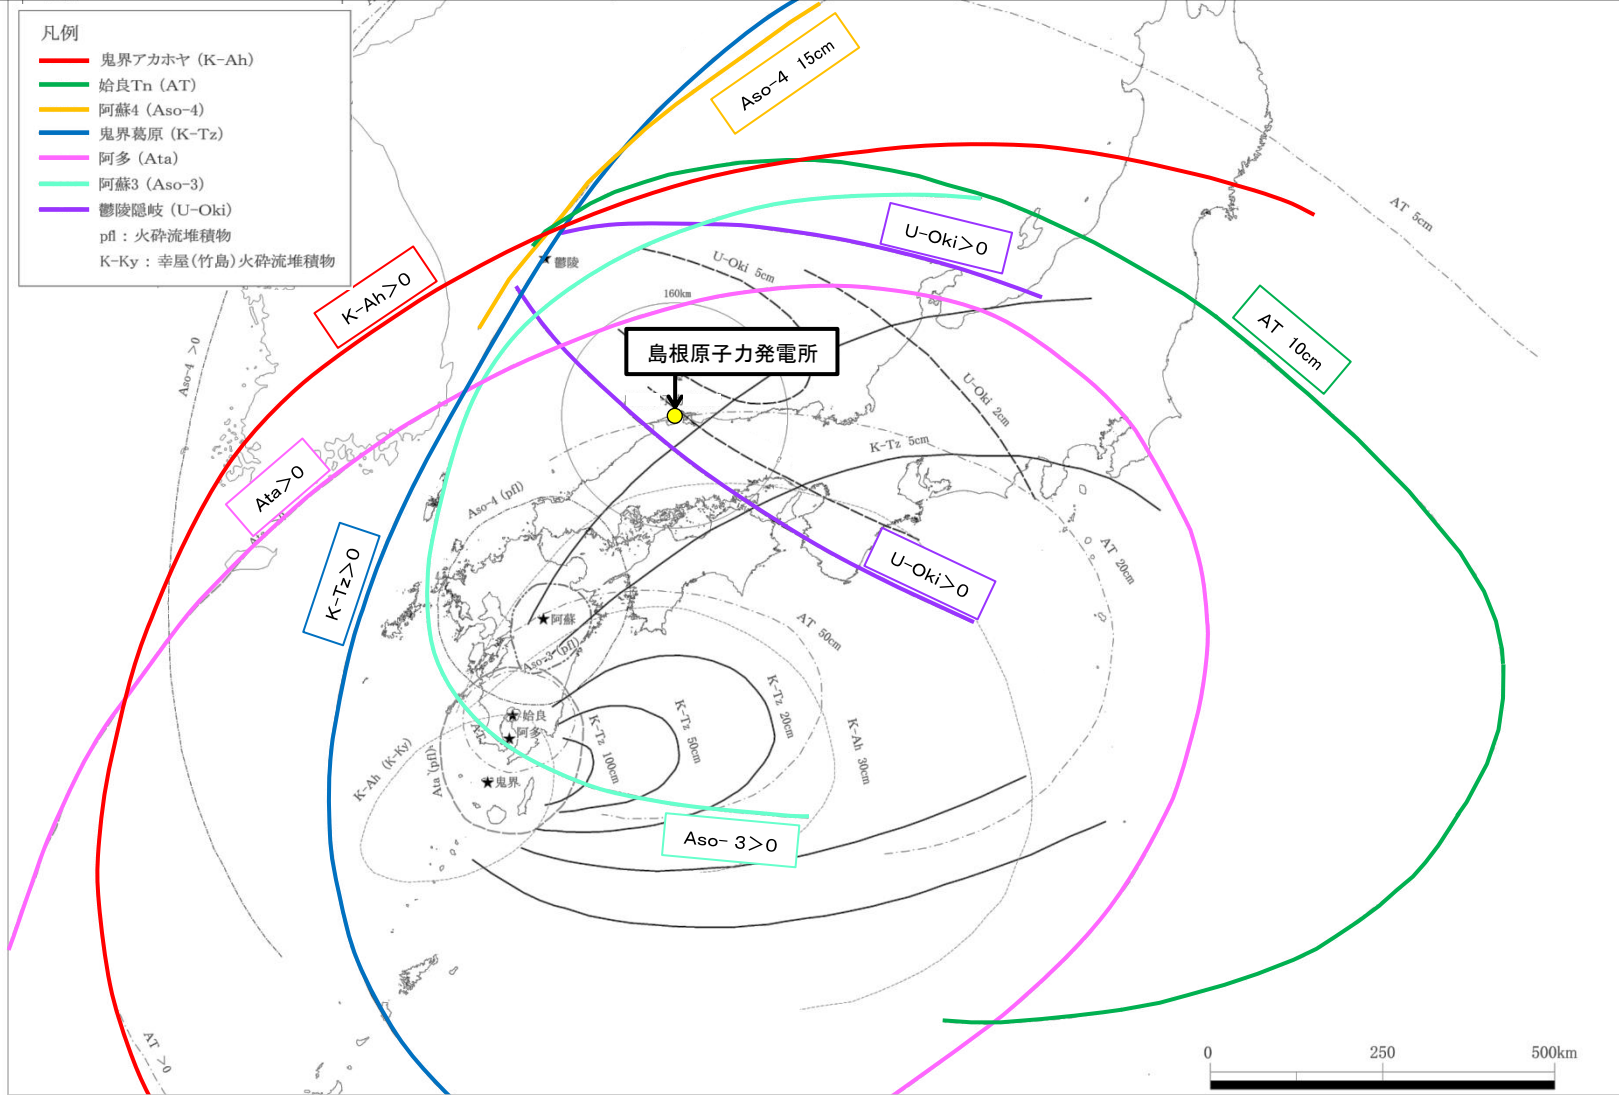 凡例
鬼界アカホヤ (K-Ah)
姶良Tn (AT)
阿蘇4 (Aso-4)
鬼界葛原 (K-Tz)
阿多 (Ata)
阿蘇3 (Aso-3)
鬱陵隠岐 (U-Oki)
pfl : 火砕流堆積物
K-Ky : 幸屋(竹島)火砕流堆積物
Aso-4 15cm
AT 5cm
U-Oki>0
K-Ah>0
鬱陵
U-Oki 5cm
160km
AT 10cm
島根原子力発電所
Aso-4 >0
U-Oki 2cm
K-Tz 5cm
Ata>0
Aso-4 (pfl)
K-Tz>0
AT 20cm
U-Oki>0
阿蘇
AT 50cm
Aso-3 (pfl)
姶良
阿多
K-Tz 100cm
K-Tz 50cm
K-Tz 20cm
K-Ah 30cm
K-Ah (K-Ky)
Ata (pfl)
鬼界
Aso-3>0
AT >0
0 250 500km